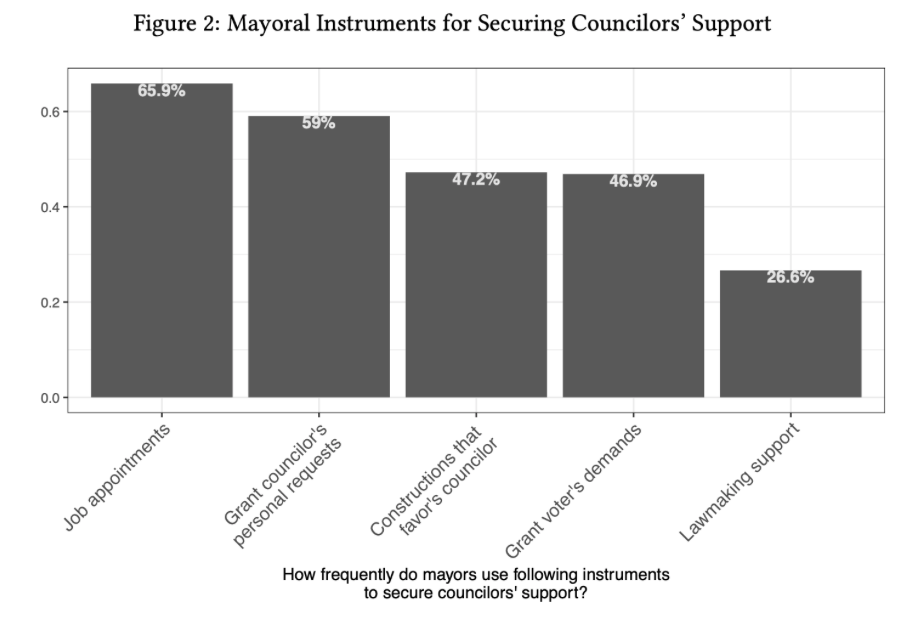 Figure 2: Mayoral Instruments for Securing Councilors’ Support
65.9%
59%
47.2%
46.9%
26.6%
0.6
0.4
0.2
0.0
Job appointments
Grant councilor's
personal requests
Constructions that
favor's councilor
Grant voter's demands
Lawmaking support
How frequently do mayors use following instruments
to secure councilors' support?